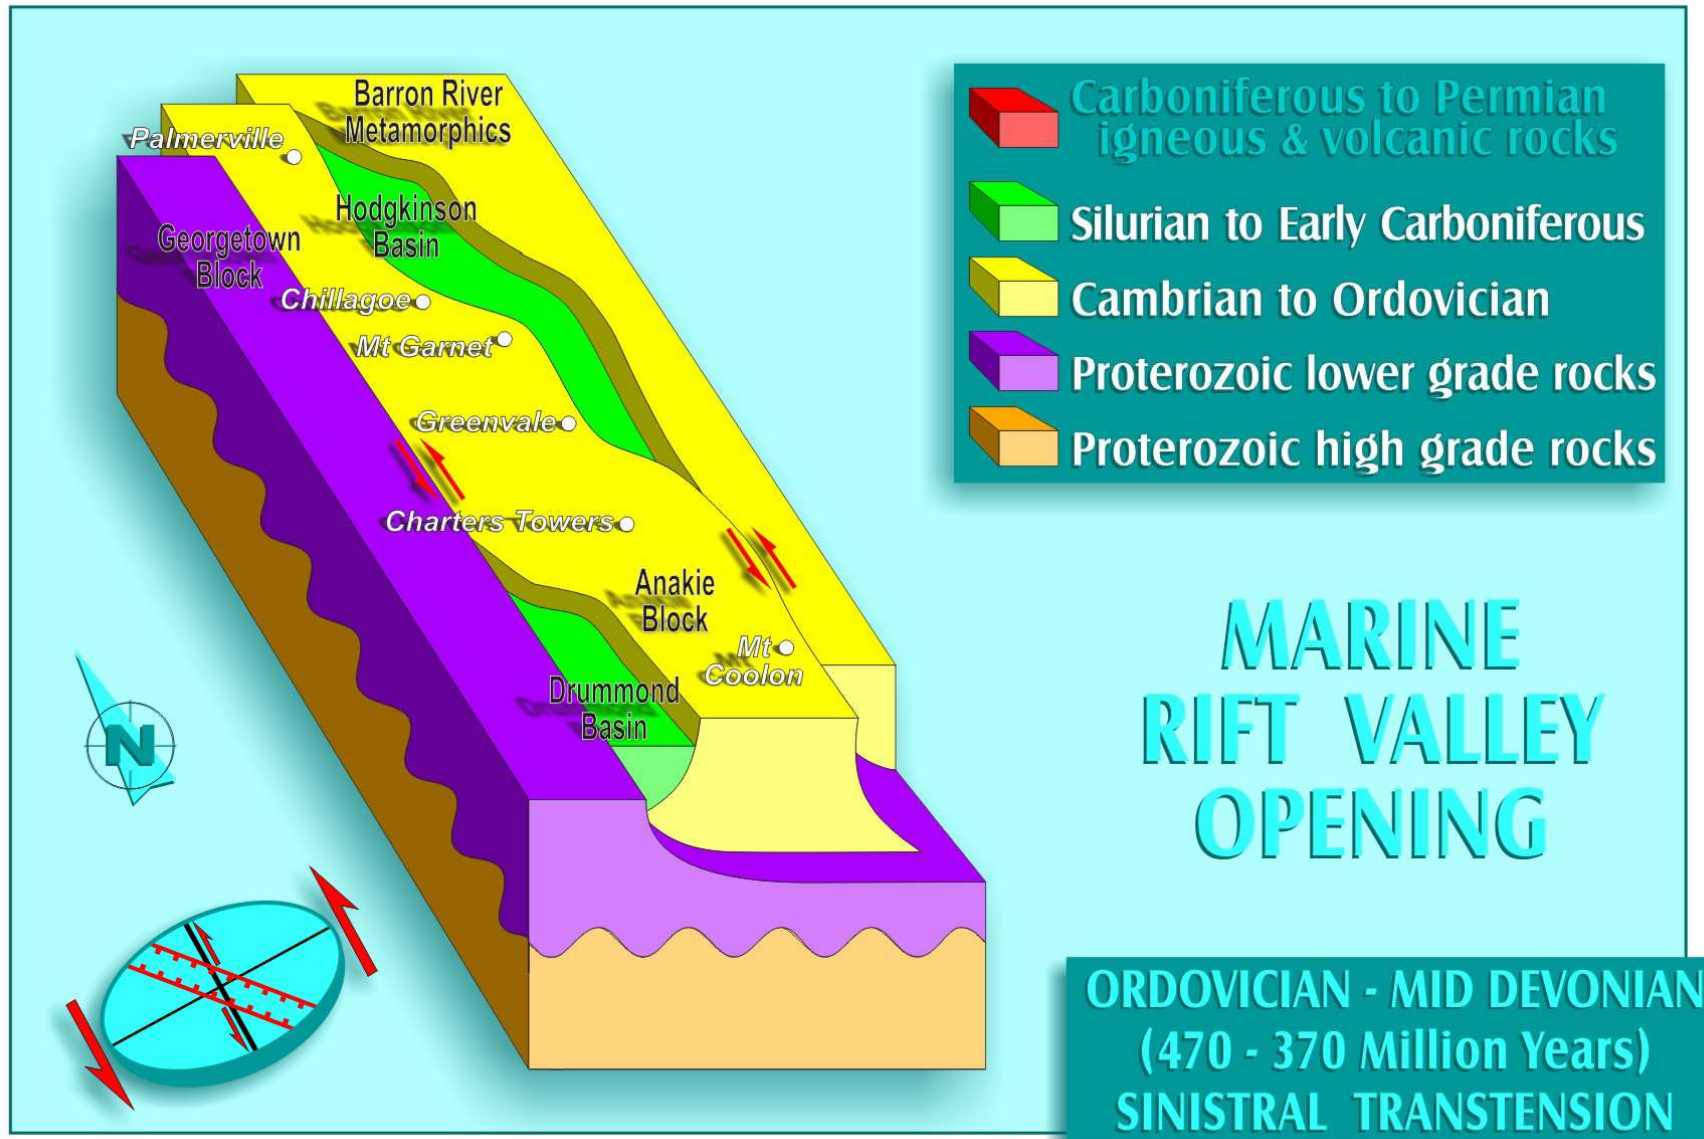 Barron River
Metamorphics
Palmerville
Hodgkinson
Basin
Georgetown
Block
Chillagoe
Mt Garnet
Greenvale
Charters Towers
Anakie
Block
Mt
Coolon
Drummond
Basin
N
Carboniferous to Permian
igneous & volcanic rocks
Silurian to Early Carboniferous
Cambrian to Ordovician
Proterozoic lower grade rocks
Proterozoic high grade rocks
MARINE
RIFT VALLEY
OPENING
ORDOVICIAN - MID DEVONIAN
(470 - 370 Million Years)
SINISTRAL TRANSTENSION